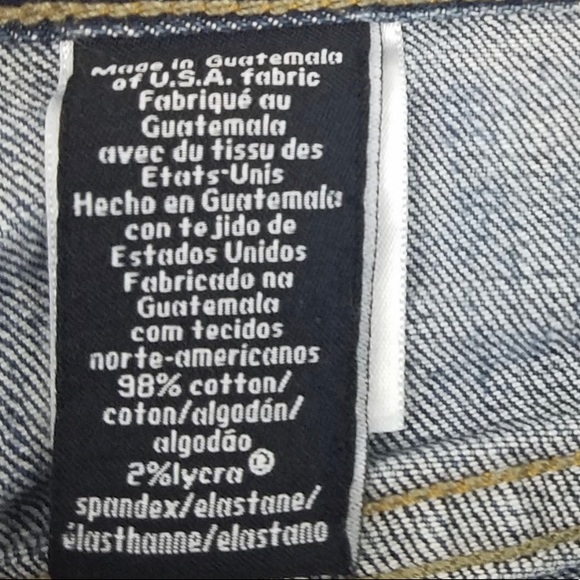 Made in Guatemala
of U.S.A. fabric
Fabriqué au
Guatemala
avec du tissu des
Etats-Unis
Hecho en Guatemala
con tejido de
Estados Unidos
Fabricado na
Guatemala
com tecidos
norte-americanos
98% cotton/
coton/algodón/
algodão
2%lycra®
spandex/elastane/
élasthanne/elastano